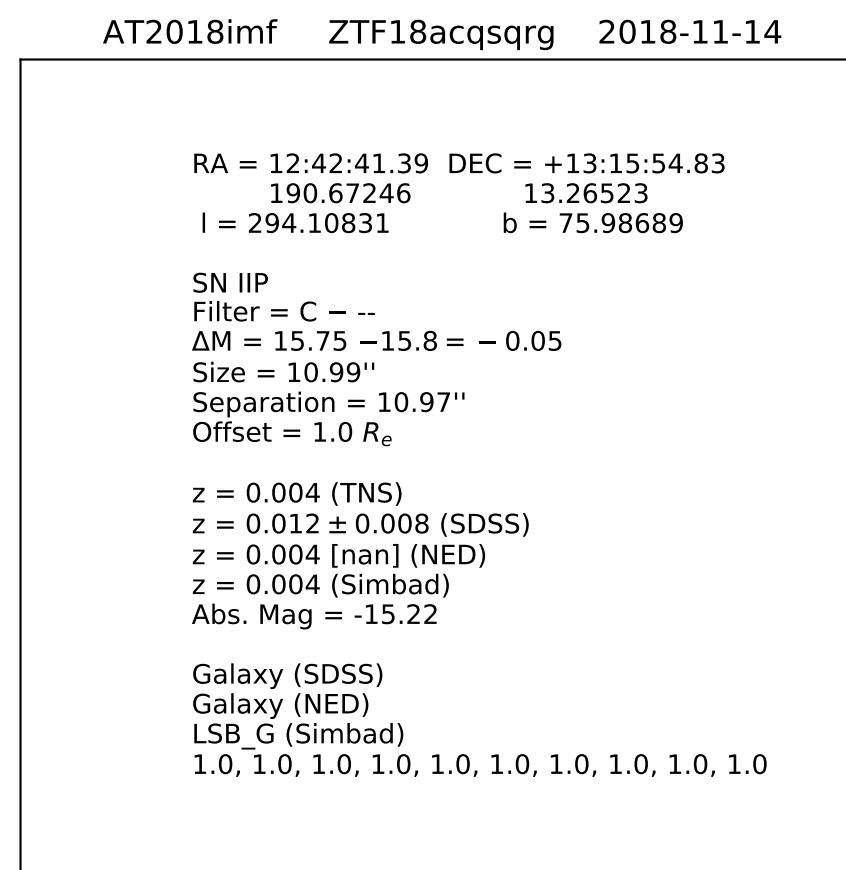 AT2018imf ZTF18acqsqrg 2018-11-14
RA = 12:42:41.39 DEC = +13:15:54.83
190.67246 13.26523
l = 294.10831 b = 75.98689
SN IIP
Filter = C − --
ΔM = 15.75 −15.8 = − 0.05
Size = 10.99''
Separation = 10.97''
Offset = 1.0 Rₑ
z = 0.004 (TNS)
z = 0.012 ± 0.008 (SDSS)
z = 0.004 [nan] (NED)
z = 0.004 (Simbad)
Abs. Mag = -15.22
Galaxy (SDSS)
Galaxy (NED)
LSB_G (Simbad)
1.0, 1.0, 1.0, 1.0, 1.0, 1.0, 1.0, 1.0, 1.0, 1.0